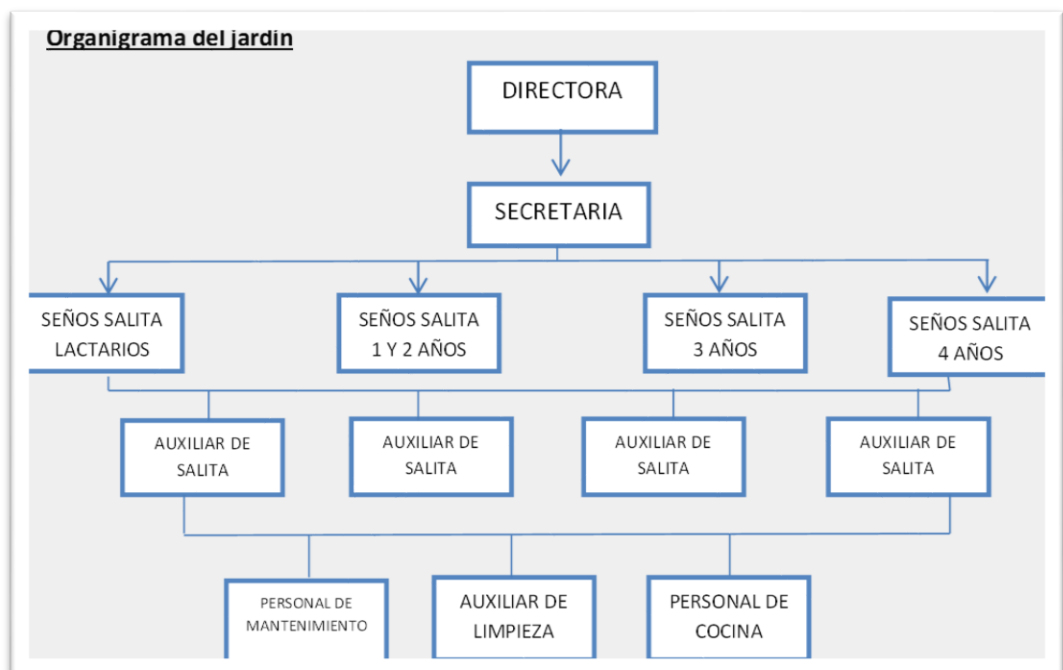 Organigrama del jardín
DIRECTORA
SECRETARIA
SEÑOS SALITA
LACTARIOS
SEÑOS SALITA
1 Y 2 AÑOS
SEÑOS SALITA
3 AÑOS
SEÑOS SALITA
4 AÑOS
AUXILIAR DE
SALITA
AUXILIAR DE
SALITA
AUXILIAR DE
SALITA
AUXILIAR DE
SALITA
PERSONAL DE
MANTENIMIENTO
AUXILIAR DE
LIMPIEZA
PERSONAL DE
COCINA